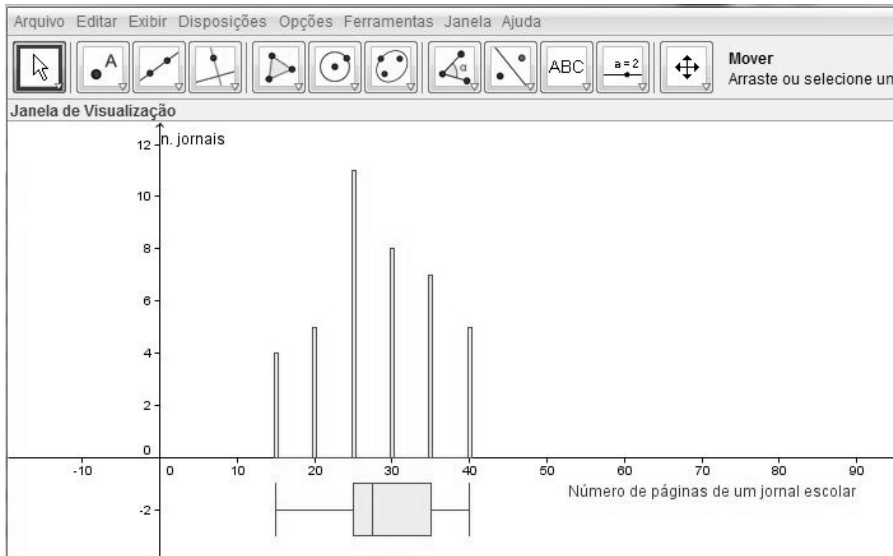 Arquivo Editar Exibir Disposições Opções Ferramentas Janela Ajuda
A
α
ABC
a=2
Mover
Arraste ou selecione un
Janela de Visualização
n. jornais
12
10
8
6
4
2
0
-2
-10 0 10 20 30 40 50 60 70 80 90
Número de páginas de um jornal escolar